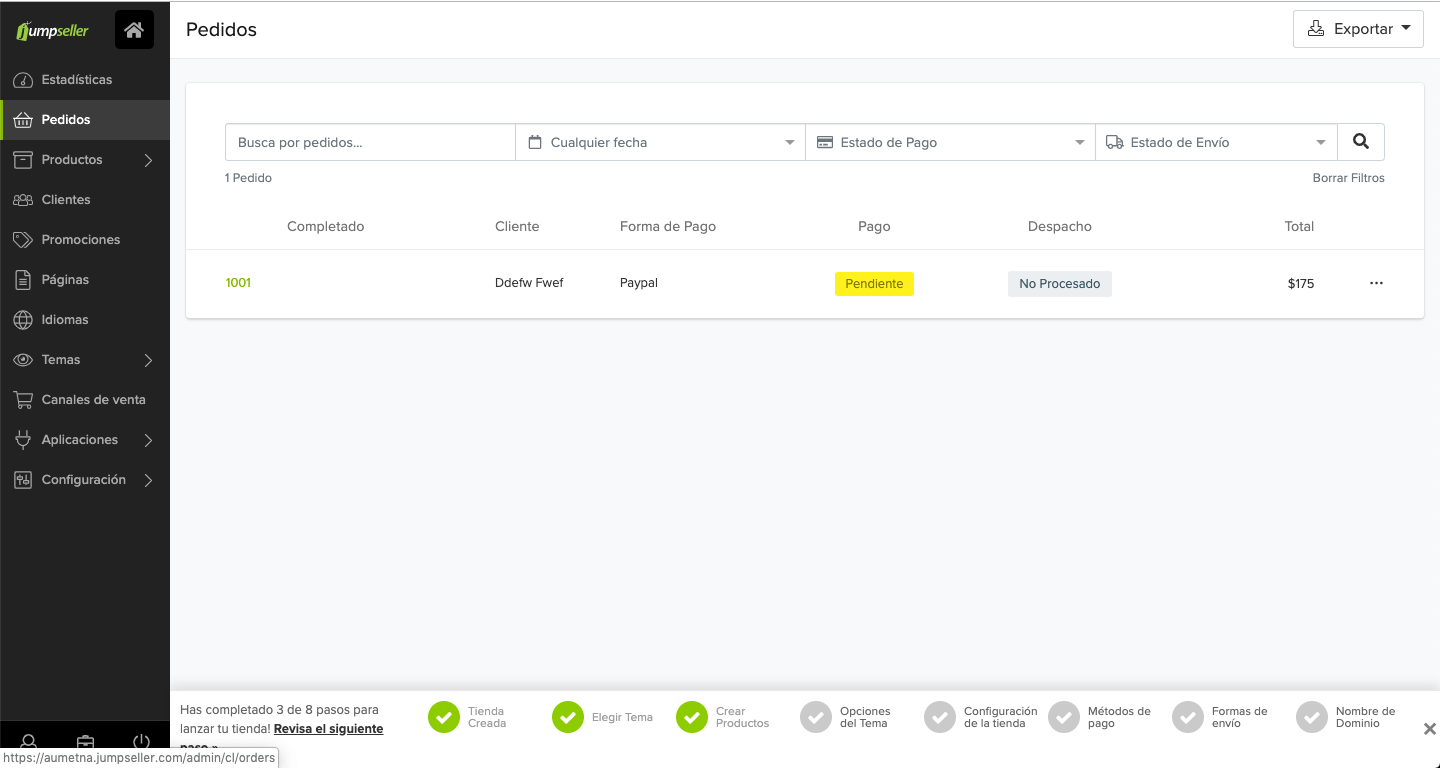 jumpseller
Estadísticas
Pedidos
Productos
Clientes
Promociones
Páginas
Idiomas
Temas
Canales de venta
Aplicaciones
Configuración
Pedidos
Exportar
Busca por pedidos...
Cualquier fecha
Estado de Pago
Estado de Envío
1 Pedido
Borrar Filtros
Completado
Cliente
Forma de Pago
Pago
Despacho
Total
1001
Ddefw Fwef
Paypal
Pendiente
No Procesado
$175
Has completado 3 de 8 pasos para
lanzar tu tienda! Revisa el siguiente
paso »
Tienda
Creada
Elegir Tema
Crear
Productos
Opciones
del Tema
Configuración
de la tienda
Métodos de
pago
Formas de
envío
Nombre de
Dominio
https://aumetna.jumpseller.com/admin/cl/orders